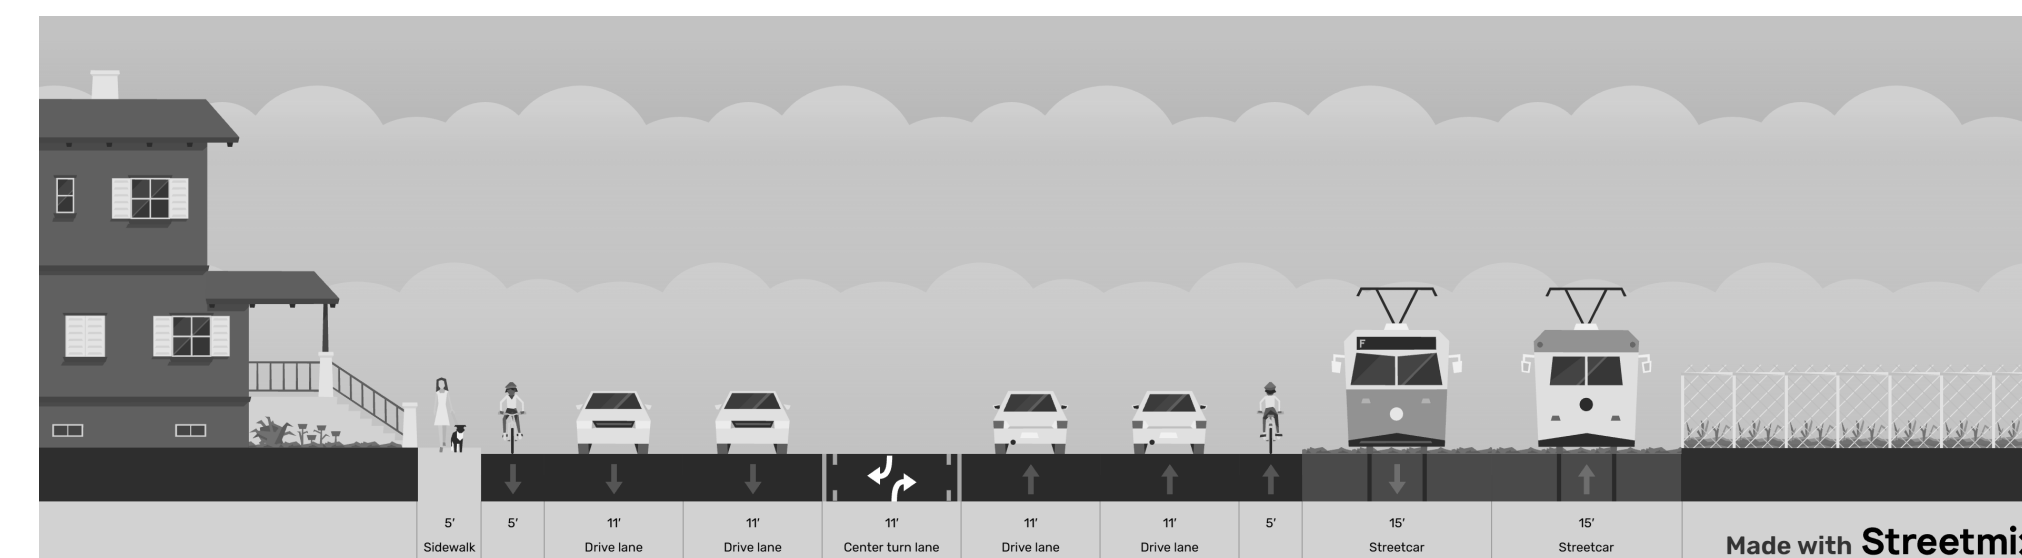 F
5′ 5′ 11′ 11′ 11′ 11′ 11′ 5′ 15′ 15′
Sidewalk Drive lane Drive lane Center turn lane Drive lane Drive lane Streetcar Streetcar
Made with